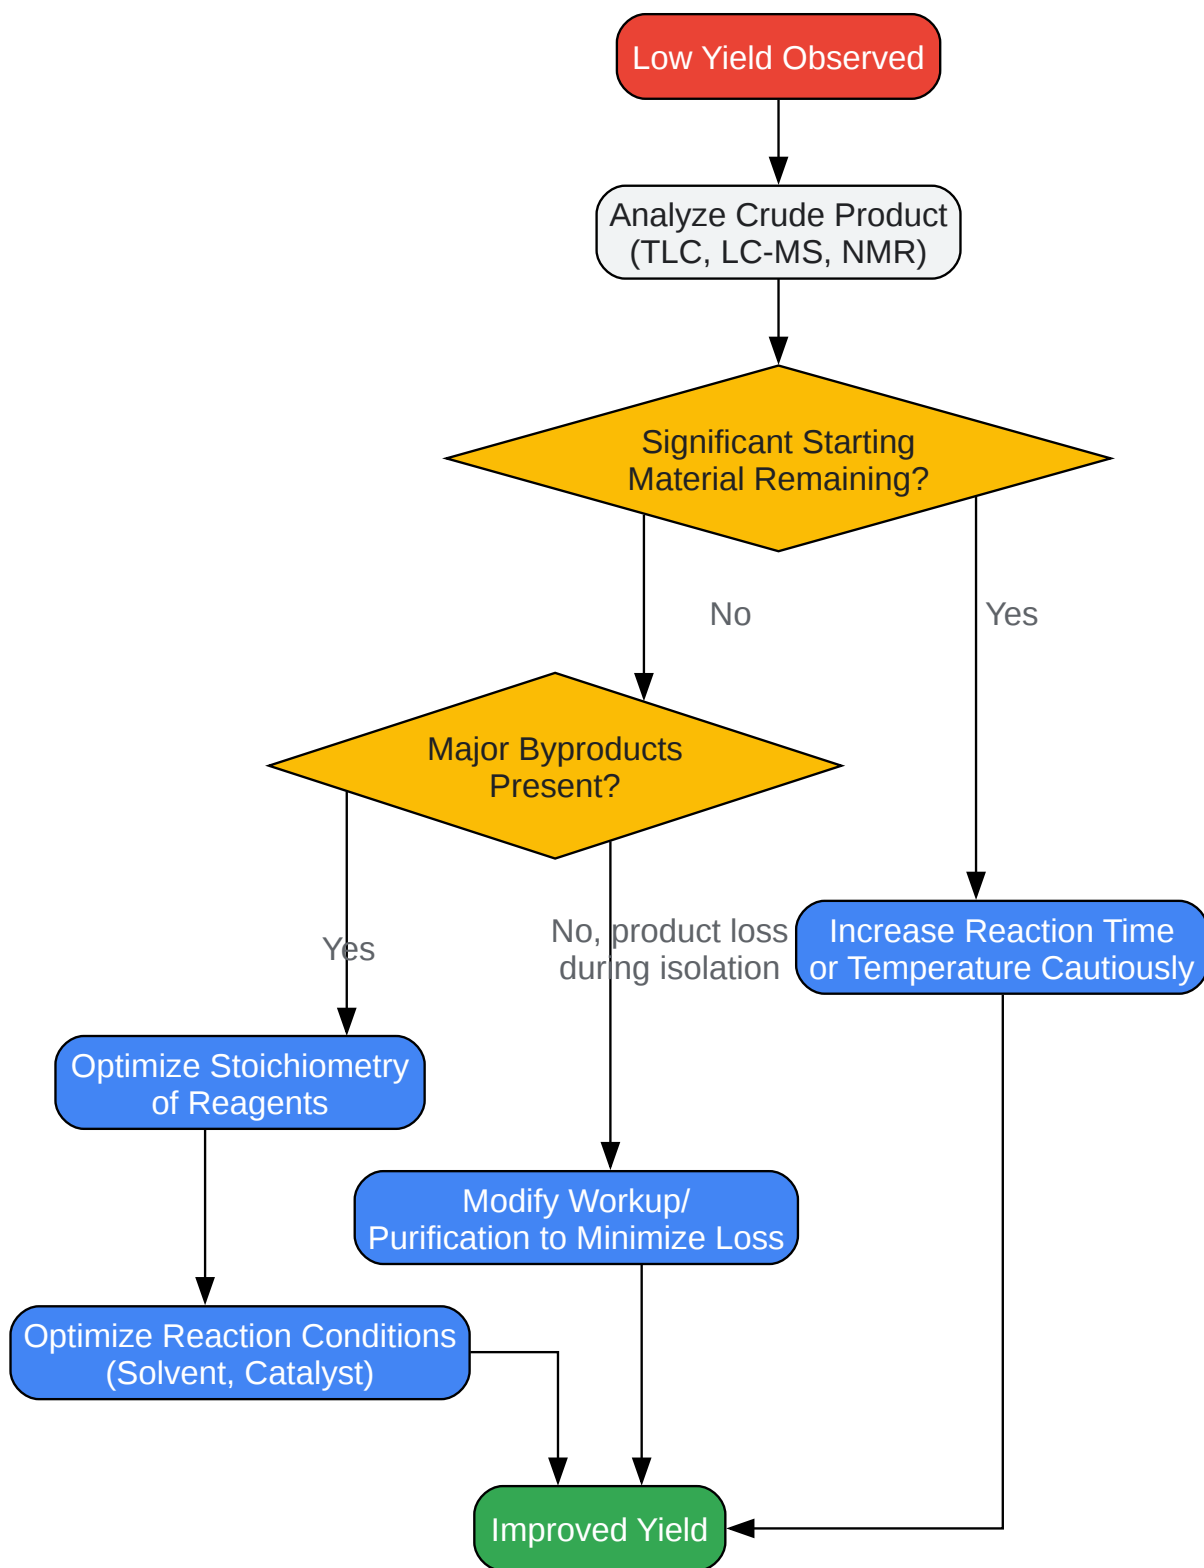 Low Yield Observed
Analyze Crude Product
(TLC, LC-MS, NMR)
Significant Starting
Material Remaining?
No
Yes
Major Byproducts
Present?
Yes
No, product loss
during isolation
Increase Reaction Time
or Temperature Cautiously
Optimize Stoichiometry
of Reagents
Modify Workup/
Purification to Minimize Loss
Optimize Reaction Conditions
(Solvent, Catalyst)
Improved Yield